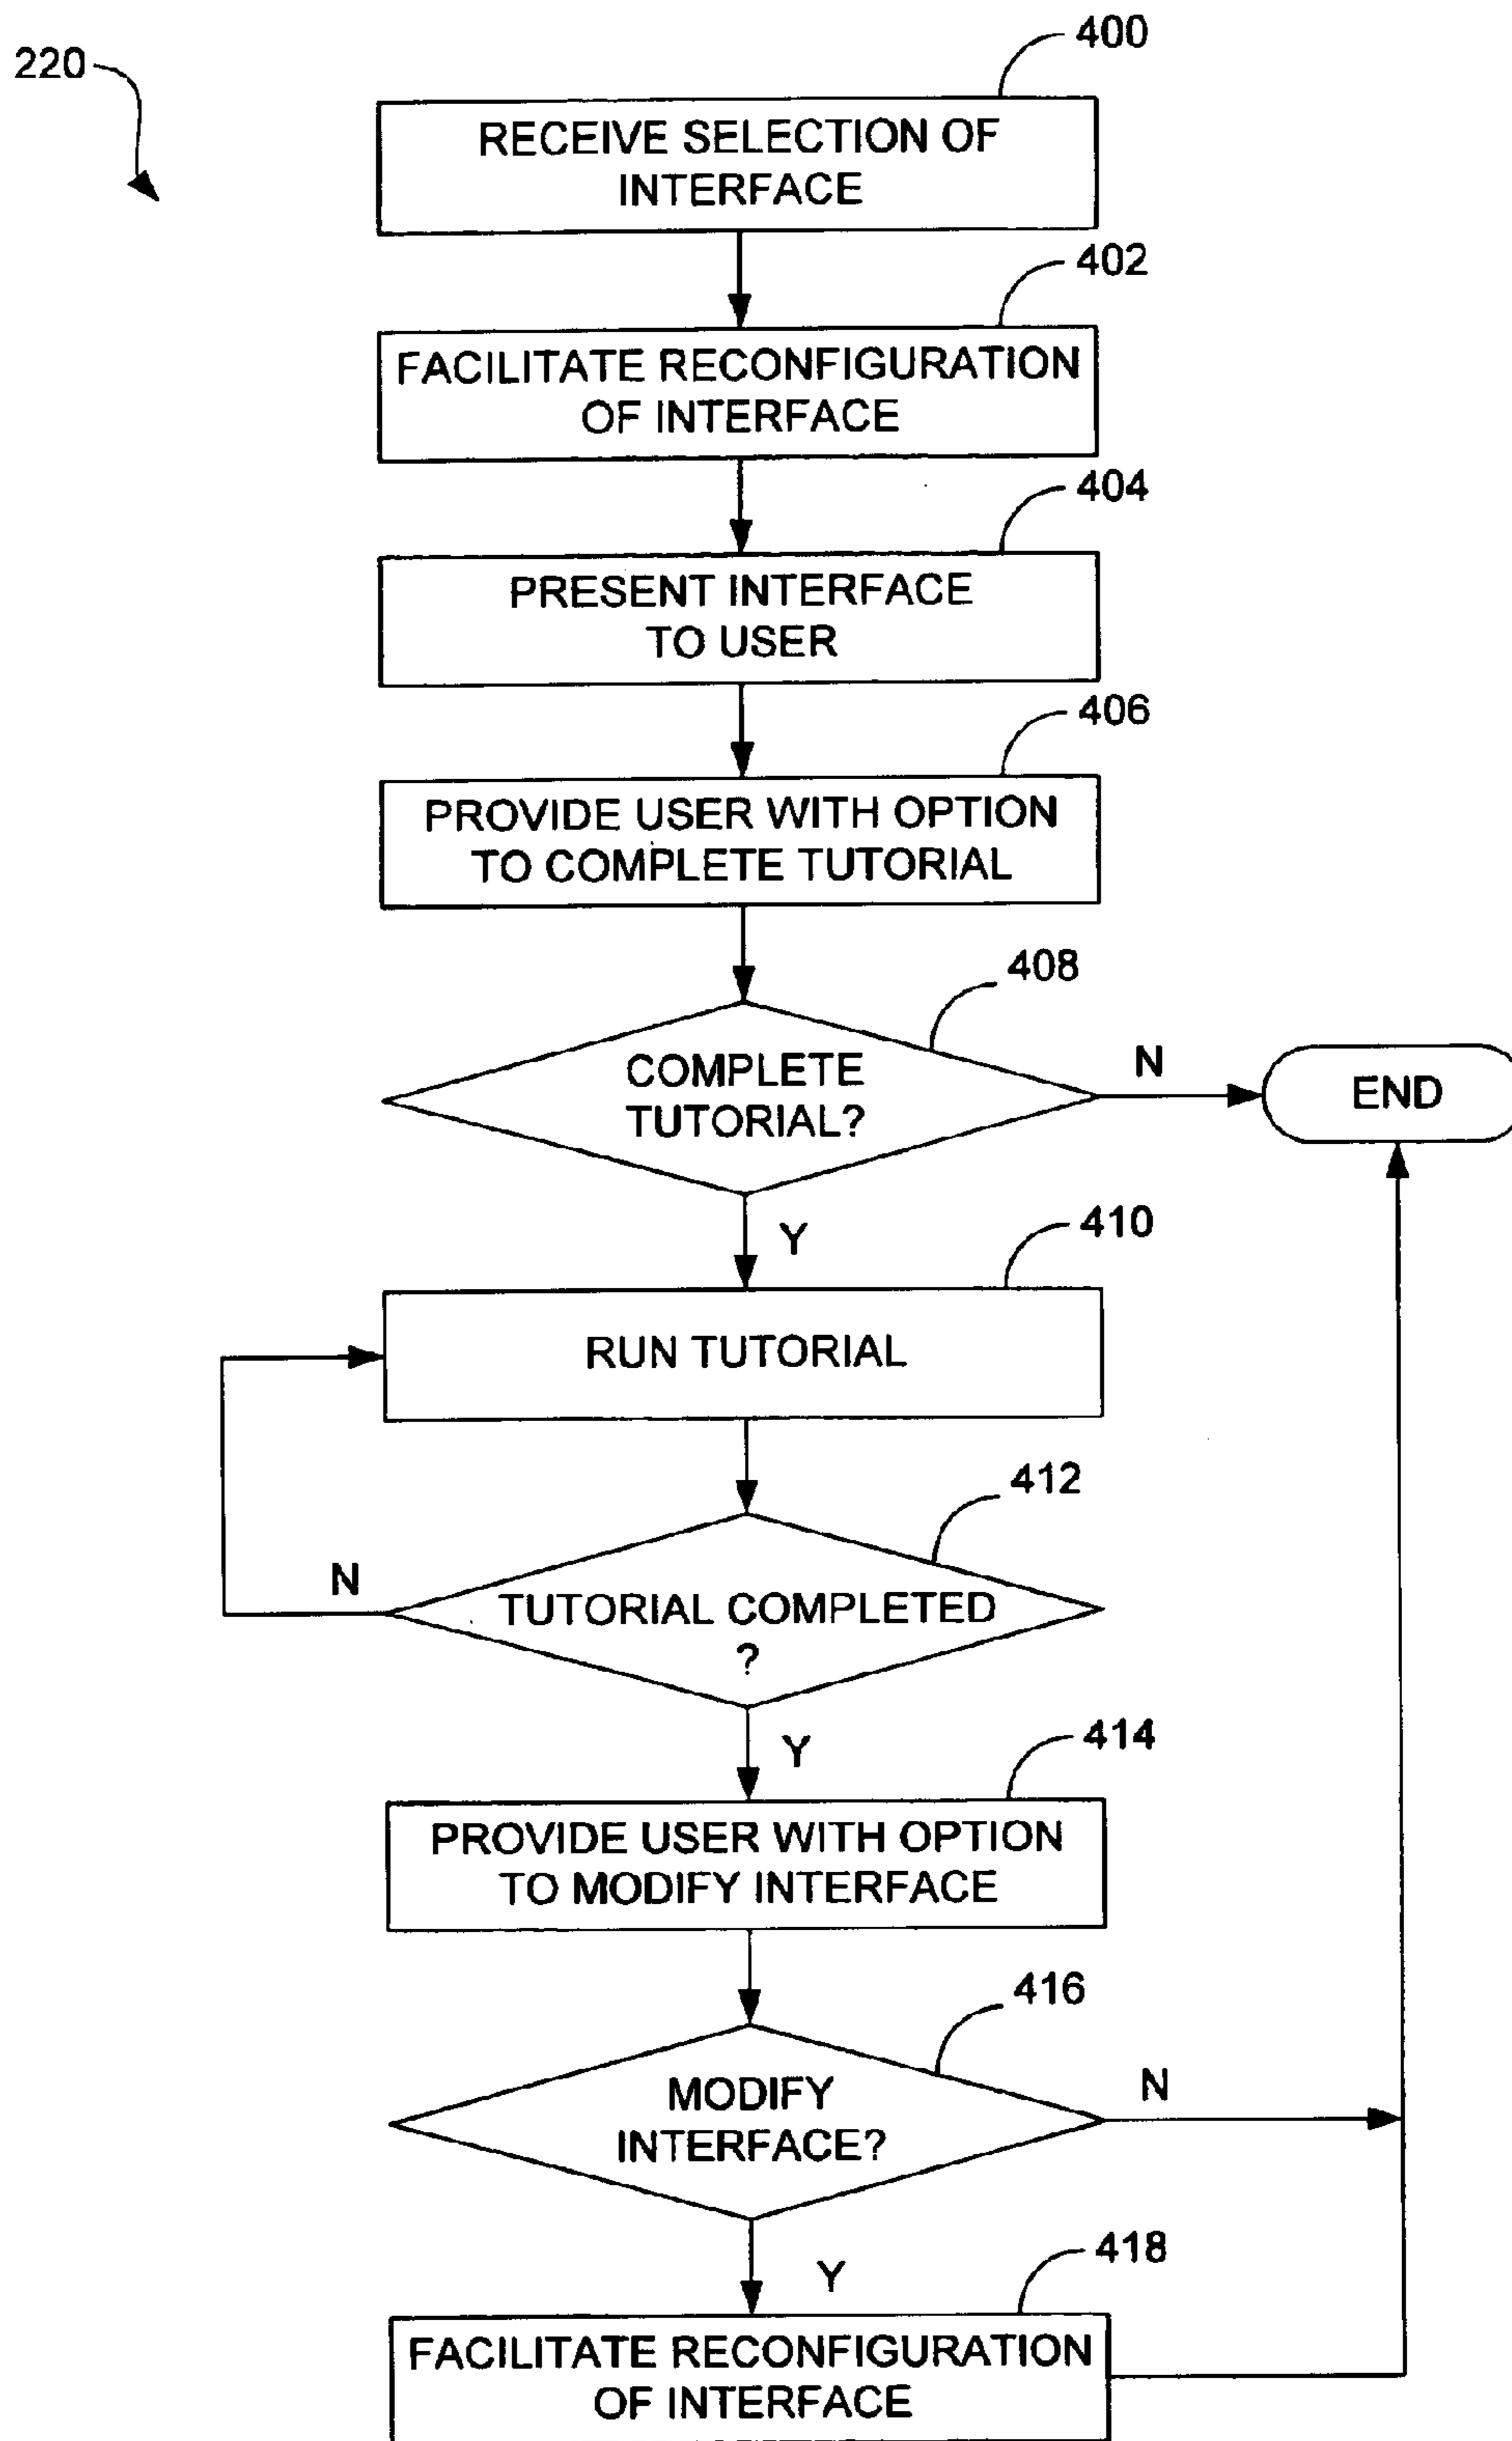 400
220
RECEIVE SELECTION OF
INTERFACE
402
FACILITATE RECONFIGURATION
OF INTERFACE
404
PRESENT INTERFACE
TO USER
406
PROVIDE USER WITH OPTION
TO COMPLETE TUTORIAL
408
COMPLETE
TUTORIAL?
N
END
Y
410
RUN TUTORIAL
412
N
TUTORIAL COMPLETED
?
Y
414
PROVIDE USER WITH OPTION
TO MODIFY INTERFACE
416
MODIFY
INTERFACE?
N
Y
418
FACILITATE RECONFIGURATION
OF INTERFACE